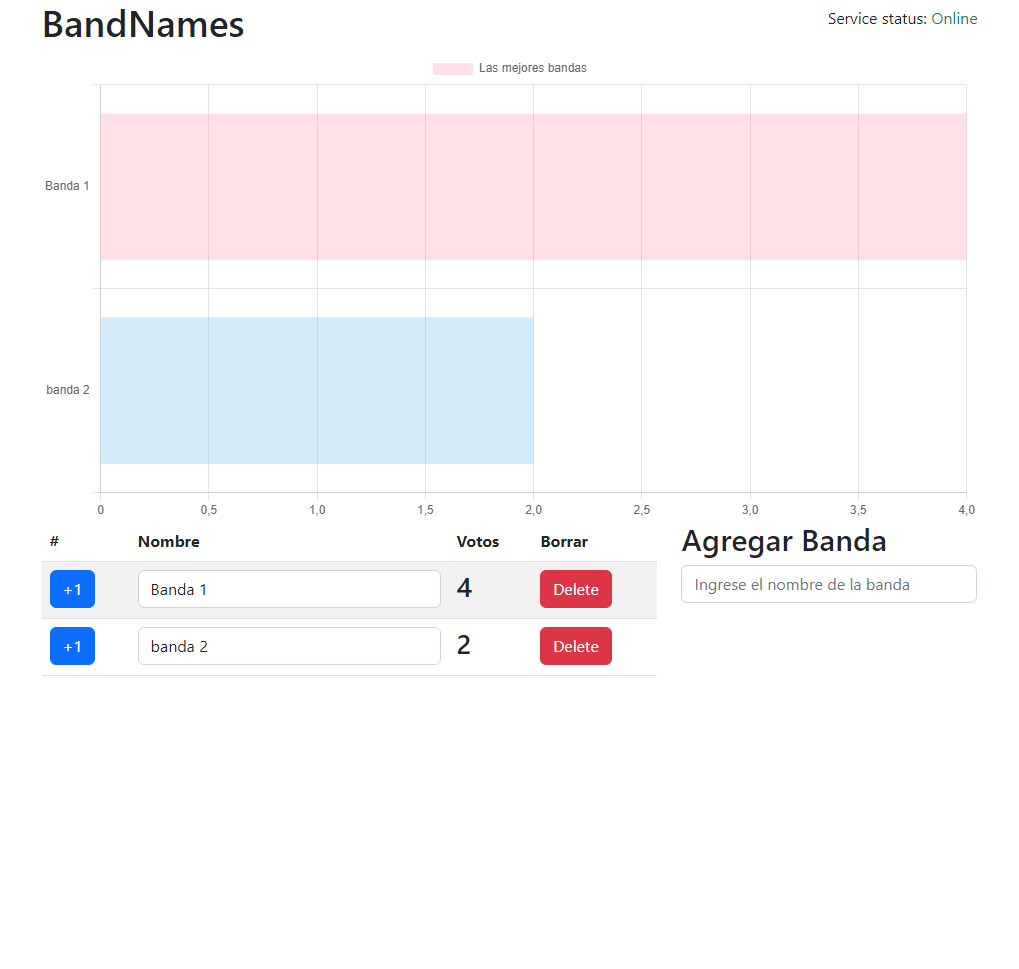 BandNames
Service status: Online
Las mejores bandas
Banda 1
banda 2
0 0,5 1,0 1,5 2,0 2,5 3,0 3,5 4,0
# Nombre Votos Borrar
+1 Banda 1 4 Delete
+1 banda 2 2 Delete
Agregar Banda
Ingrese el nombre de la banda